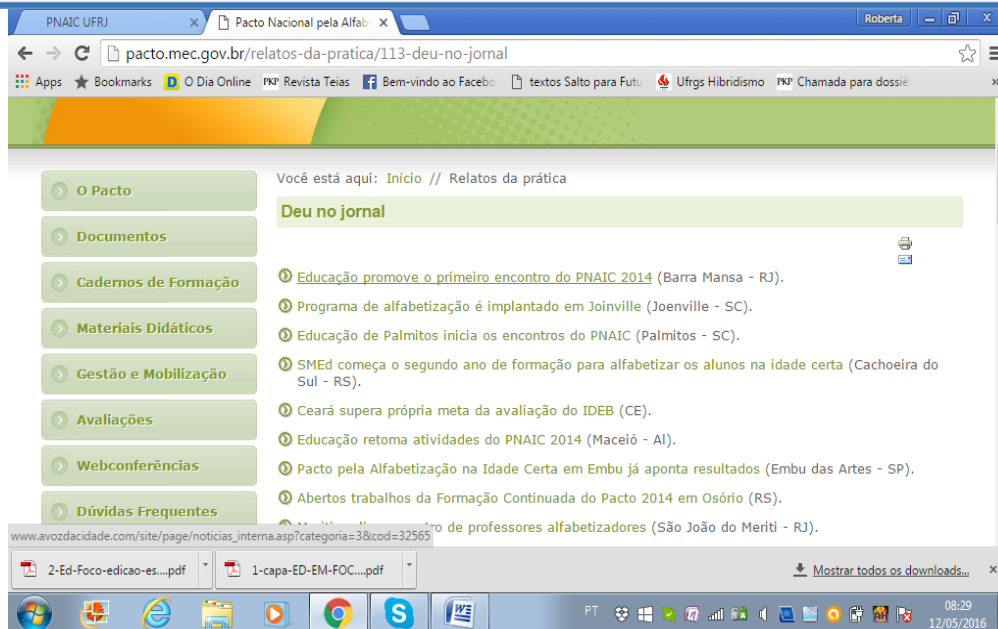 PNAIC UFRJ
Pacto Nacional pela Alfab
Roberta
pacto.mec.gov.br/relatos-da-pratica/113-deu-no-jornal
Apps Bookmarks O Dia Online Revista Teias Bem-vindo ao Facebo textos Salto para Futu Ufrgs Hibridismo Chamada para dossiê
O Pacto
Documentos
Cadernos de Formação
Materiais Didáticos
Gestão e Mobilização
Avaliações
Webconferências
Dúvidas Frequentes
Você está aqui: Início // Relatos da prática
Deu no jornal
Educação promove o primeiro encontro do PNAIC 2014 (Barra Mansa - RJ).
Programa de alfabetização é implantado em Joinville (Joenville - SC).
Educação de Palmitos inicia os encontros do PNAIC (Palmitos - SC).
SMEd começa o segundo ano de formação para alfabetizar os alunos na idade certa (Cachoeira do
Sul - RS).
Ceará supera própria meta da avaliação do IDEB (CE).
Educação retoma atividades do PNAIC 2014 (Maceió - Al).
Pacto pela Alfabetização na Idade Certa em Embu já aponta resultados (Embu das Artes - SP).
Abertos trabalhos da Formação Continuada do Pacto 2014 em Osório (RS).
de professores alfabetizadores (São João do Meriti - RJ).
www.avozdacidade.com/site/page/noticias_interna.asp?categoria=3&cod=32565
2-Ed-Foco-edicao-es....pdf
1-capa-ED-EM-FOC....pdf
Mostrar todos os downloads...
PT
08:29
12/05/2016